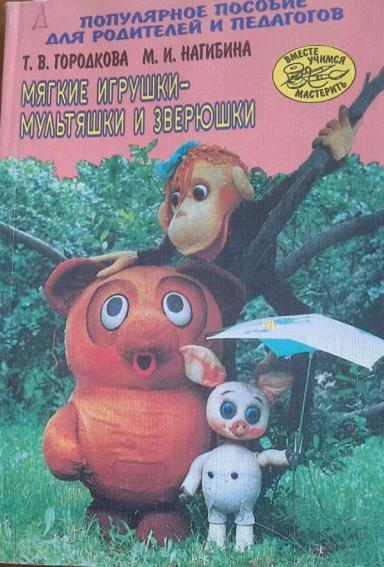 ПОПУЛЯРНОЕ ПОСОБИЕ
ДЛЯ РОДИТЕЛЕЙ И ПЕДАГОГОВ
Т. В. ГОРОДКОВА М. И. НАГИБИНА
МЯГКИЕ ИГРУШКИ-
МУЛЬТЯШКИ И ЗВЕРЮШКИ
ВМЕСТЕ
УЧИМСЯ
МАСТЕРИТЬ